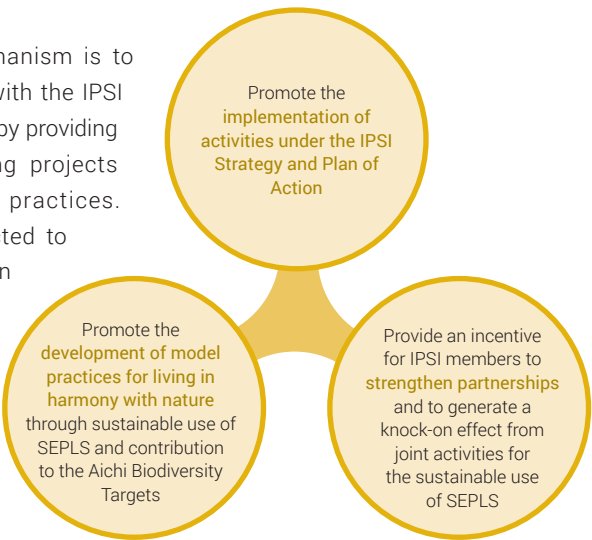 hanism is to
with the IPSI
by providing
ng projects
practices.
cted to
n
Promote the
implementation of
activities under the IPSI
Strategy and Plan of
Action
Promote the
development of model
practices for living in
harmony with nature
through sustainable use of
SEPLS and contribution
to the Aichi Biodiversity
Targets
Provide an incentive
for IPSI members to
strengthen partnerships
and to generate a
knock-on effect from
joint activities for
the sustainable use
of SEPLS